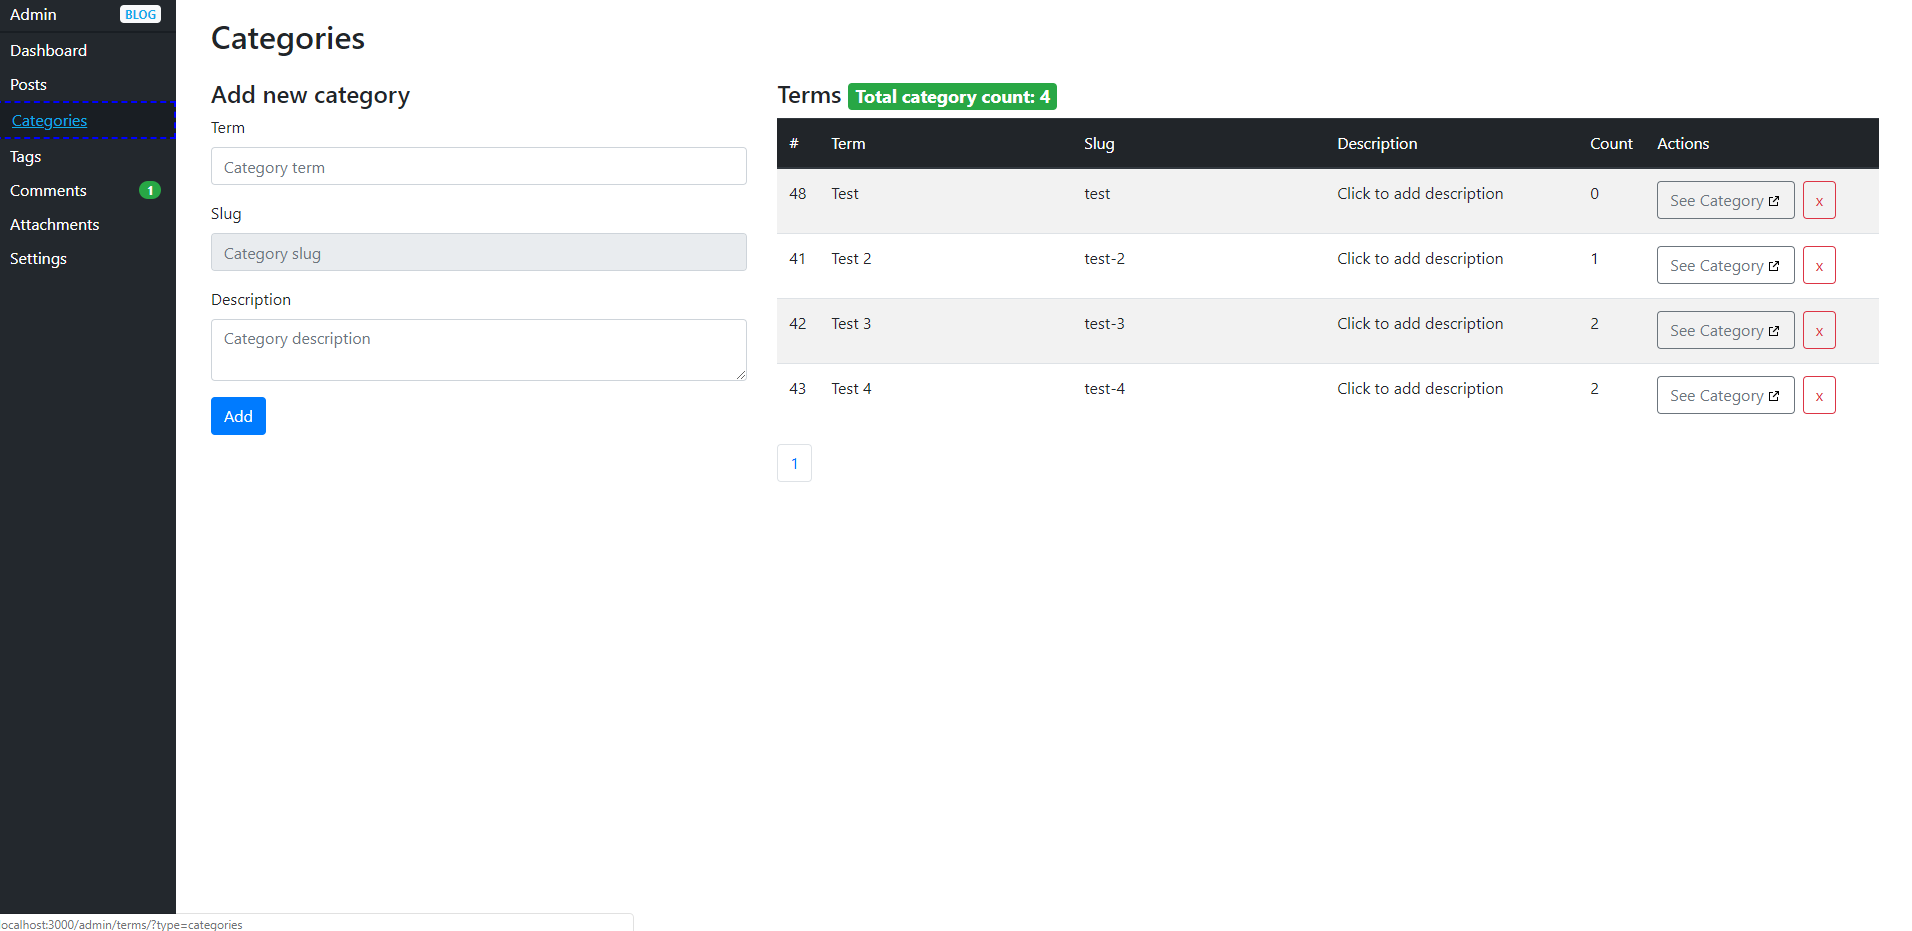 Admin BLOG
Dashboard
Posts
Categories
Tags
Comments 1
Attachments
Settings
Categories
Add new category
Term
Category term
Slug
Category slug
Description
Category description
Add
Terms Total category count: 4
# Term Slug Description Count Actions
48 Test test Click to add description 0 See Category x
41 Test 2 test-2 Click to add description 1 See Category x
42 Test 3 test-3 Click to add description 2 See Category x
43 Test 4 test-4 Click to add description 2 See Category x
1
ocalhost:3000/admin/terms/?type=categories